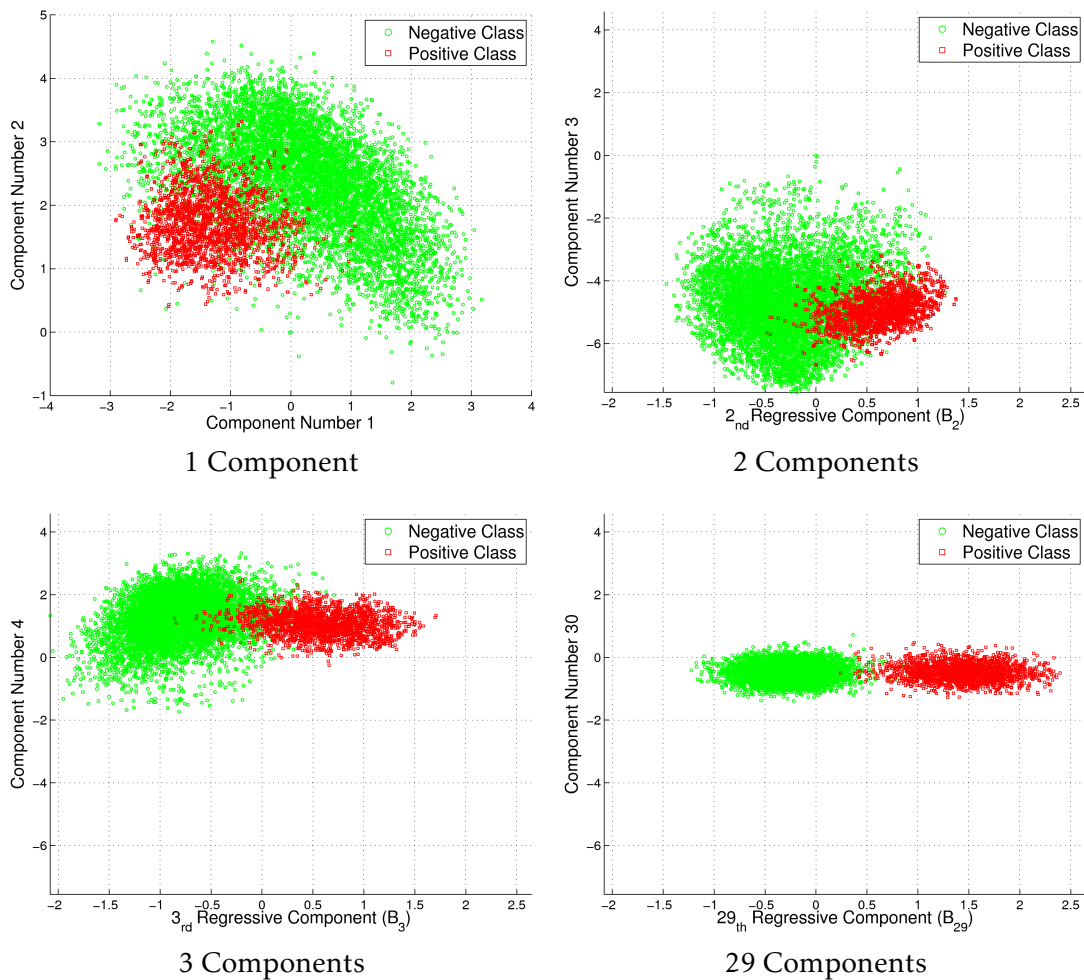 Negative Class
Positive Class
5
4
3
2
1
0
−1
−4 −3 −2 −1 0 1 2 3 4
Component Number 2
Component Number 1
1 Component
Negative Class
Positive Class
4
2
0
−2
−4
−6
−2 −1.5 −1 −0.5 0 0.5 1 1.5 2 2.5
Component Number 3
2nd Regressive Component (B2)
2 Components
Negative Class
Positive Class
4
2
0
−2
−4
−6
−2 −1.5 −1 −0.5 0 0.5 1 1.5 2 2.5
Component Number 4
3rd Regressive Component (B3)
3 Components
Negative Class
Positive Class
4
2
0
−2
−4
−6
−2 −1.5 −1 −0.5 0 0.5 1 1.5 2 2.5
Component Number 30
29th Regressive Component (B29)
29 Components